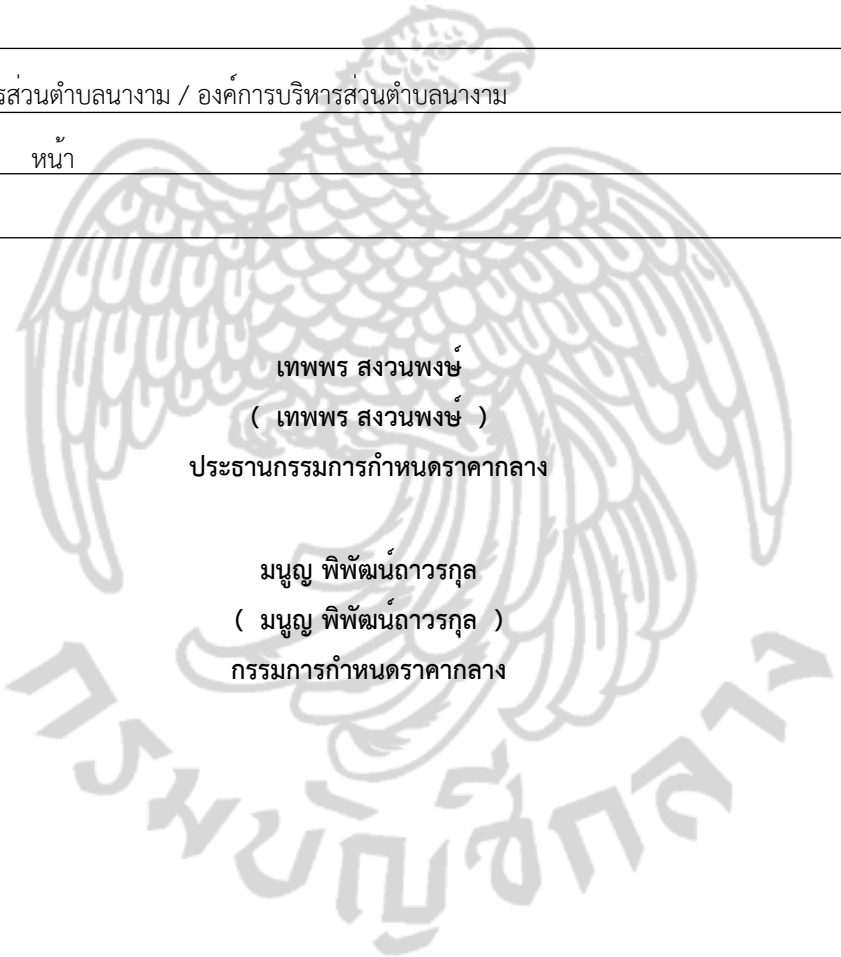 รส่วนตำบลนางาม / องค์การบริหารส่วนตำบลนางาม
หน้า
เทพพร สงวนพงษ์
( เทพพร สงวนพงษ์ )
ประธานกรรมการกำหนดราคากลาง
มนูญ พิพัฒน์ถาวรกุล
( มนูญ พิพัฒน์ถาวรกุล )
กรรมการกำหนดราคากลาง
กรมบัญชีกลาง